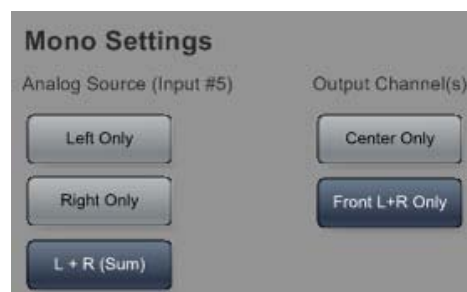 Mono Settings
Analog Source (Input #5)
Output Channel(s)
Left Only
Center Only
Right Only
Front L+R Only
L + R (Sum)